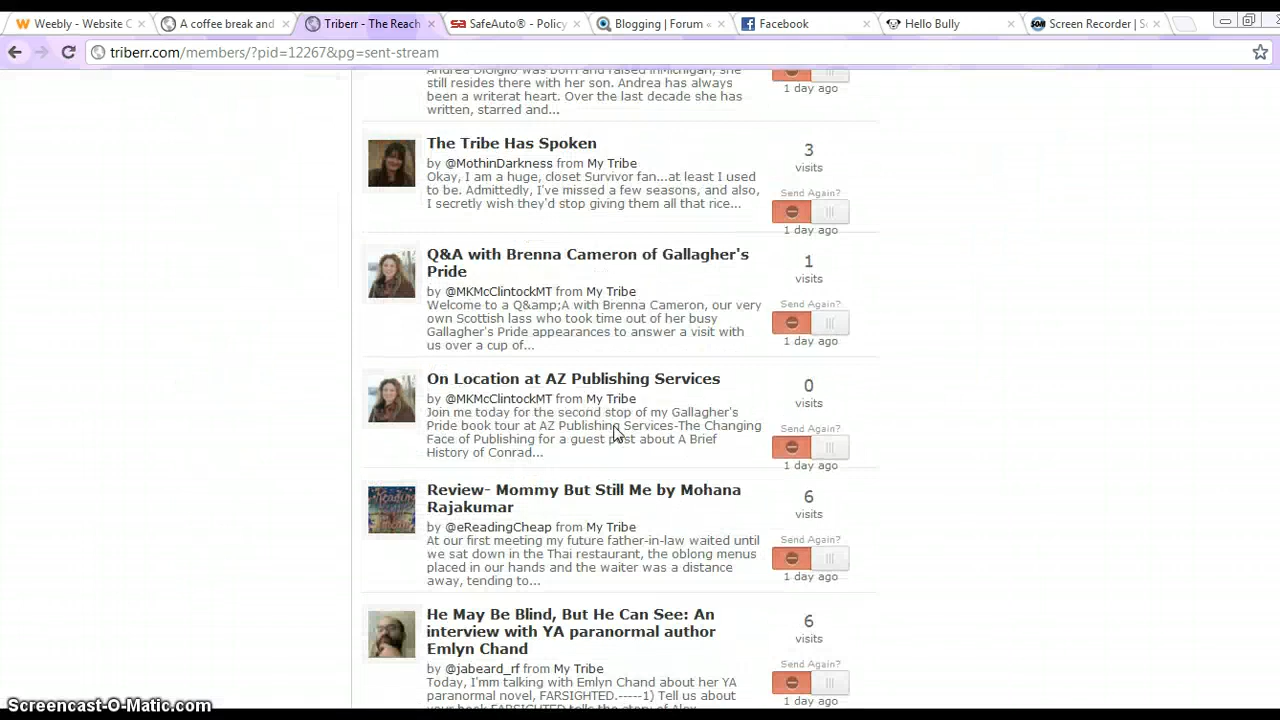 Weebly - Website C
A coffee break and
Triberr - The Reach
SafeAuto® - Policy
Blogging | Forum «
Facebook
Hello Bully
Screen Recorder | S
triberr.com/members/?pid=12267&pg=sent-stream
still resides there with her son. Andrea has always
been a writerat heart. Over the last decade she has
written, starred and...
1 day ago
The Tribe Has Spoken
by @MothinDarkness from My Tribe
Okay, I am a huge, closet Survivor fan...at least I used
to be. Admittedly, I've missed a few seasons, and also,
I secretly wish they'd stop giving them all that rice...
3
visits
Send Again?
1 day ago
Q&A with Brenna Cameron of Gallagher's
Pride
by @MKMcClintockMT from My Tribe
Welcome to a Q&amp;A with Brenna Cameron, our very
own Scottish lass who took time out of her busy
Gallagher's Pride appearances to answer a visit with
us over a cup of...
1
visits
Send Again?
1 day ago
On Location at AZ Publishing Services
by @MKMcClintockMT from My Tribe
Join me today for the second stop of my Gallagher's
Pride book tour at AZ Publishing Services-The Changing
Face of Publishing for a guest post about A Brief
History of Conrad...
0
visits
Send Again?
1 day ago
Review- Mommy But Still Me by Mohana
Rajakumar
by @eReadingCheap from My Tribe
At our first meeting my future father-in-law waited until
we sat down in the Thai restaurant, the oblong menus
placed in our hands and the waiter was a distance
away, tending to...
6
visits
Send Again?
1 day ago
He May Be Blind, But He Can See: An
interview with YA paranormal author
Emlyn Chand
by @jabeard_rf from My Tribe
Today, I'mm talking with Emlyn Chand about her YA
paranormal novel, FARSIGHTED.-----1) Tell us about
6
visits
Send Again?
1 day ago
Screencast-O-Matic.com